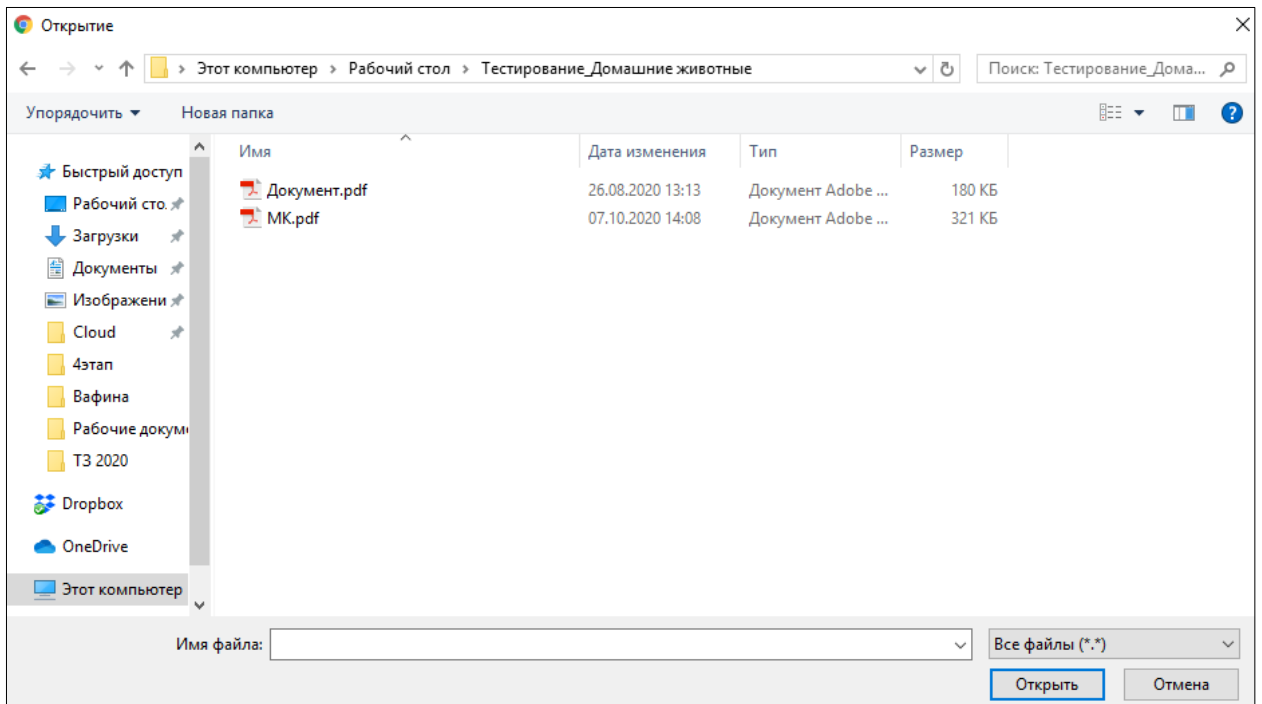 Открытие
Этот компьютер > Рабочий стол > Тестирование_Домашние животные
Поиск: Тестирование_Дома...
Упорядочить Новая папка
Имя Дата изменения Тип Размер
Быстрый доступ
Рабочий сто.
Загрузки
Документы
Изображени
Cloud
4этап
Вафина
Рабочие докум
ТЗ 2020
Dropbox
OneDrive
Этот компьютер
Документ.pdf 26.08.2020 13:13 Документ Adobe ... 180 КБ
МК.pdf 07.10.2020 14:08 Документ Adobe ... 321 КБ
Имя файла: Все файлы (*.*)
Открыть Отмена